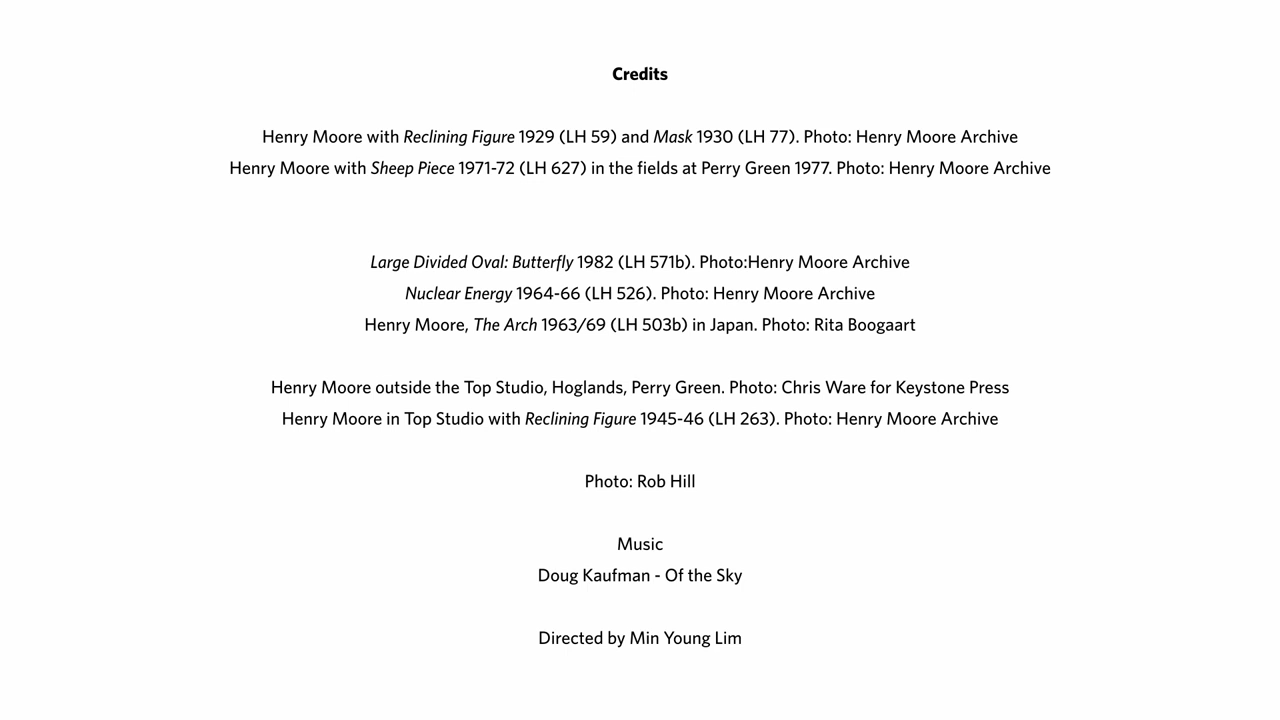 Credits
Henry Moore with Reclining Figure 1929 (LH 59) and Mask 1930 (LH 77). Photo: Henry Moore Archive
Henry Moore with Sheep Piece 1971-72 (LH 627) in the fields at Perry Green 1977. Photo: Henry Moore Archive
Large Divided Oval: Butterfly 1982 (LH 571b). Photo:Henry Moore Archive
Nuclear Energy 1964-66 (LH 526). Photo: Henry Moore Archive
Henry Moore, The Arch 1963/69 (LH 503b) in Japan. Photo: Rita Boogaart
Henry Moore outside the Top Studio, Hoglands, Perry Green. Photo: Chris Ware for Keystone Press
Henry Moore in Top Studio with Reclining Figure 1945-46 (LH 263). Photo: Henry Moore Archive
Photo: Rob Hill
Music
Doug Kaufman - Of the Sky
Directed by Min Young Lim